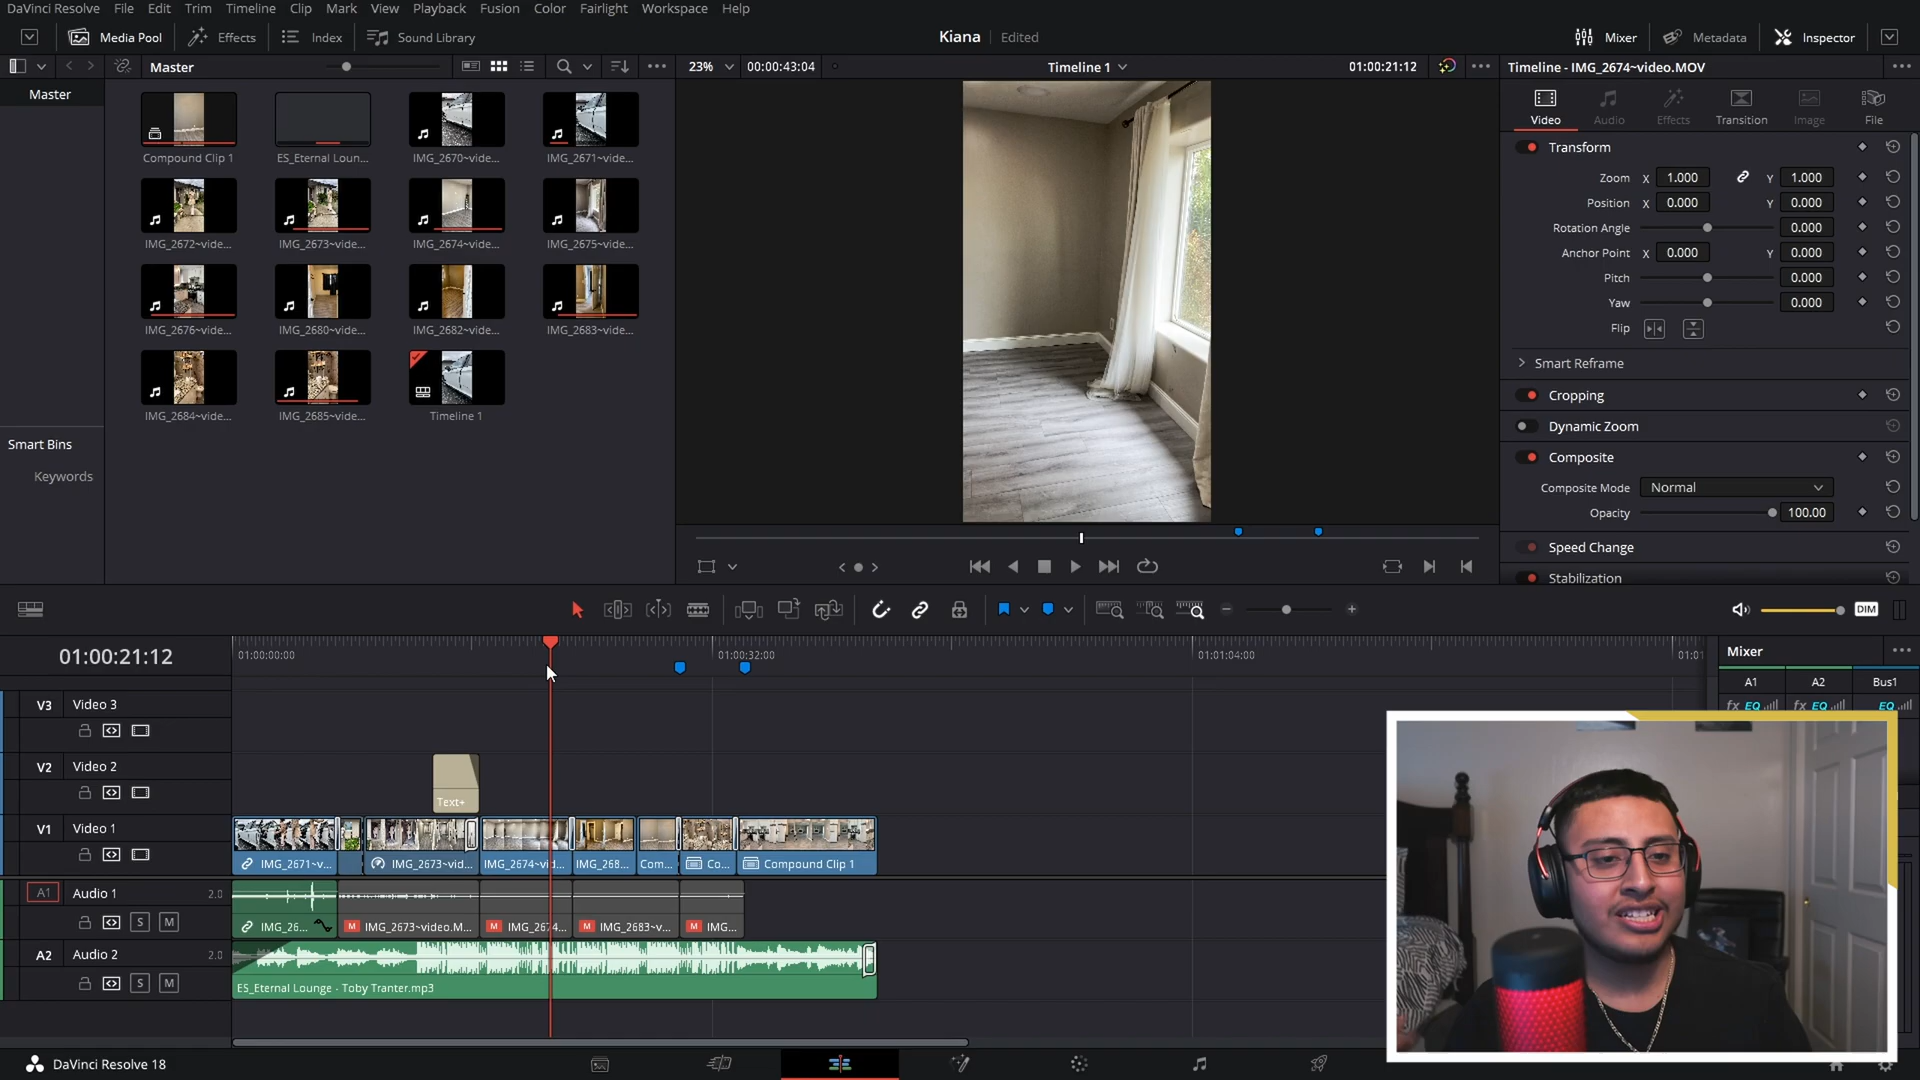 DaVinci Resolve File Edit Trim Timeline Clip Mark View Playback Fusion Color Fairlight Workspace Help
Media Pool Effects Index Sound Library Kiana Edited Mixer Metadata Inspector
Master 23% 00:00:43:04 Timeline 1 01:00:21:12 Timeline - IMG_2674~video.MOV
Master
Video Audio Effects Transition Image File
Compound Clip 1 ES_Eternal Loun... IMG_2670~vide... IMG_2671~vide...
IMG_2672~vide... IMG_2673~vide... IMG_2674~vide... IMG_2675~vide...
IMG_2676~vide... IMG_2680~vide... IMG_2682~vide... IMG_2683~vide...
IMG_2684~vide... IMG_2685~vide... Timeline 1
Smart Bins
Keywords
Transform
Zoom X 1.000 Y 1.000
Position X 0.000 Y 0.000
Rotation Angle 0.000
Anchor Point X 0.000 Y 0.000
Pitch 0.000
Yaw 0.000
Flip
Smart Reframe
Cropping
Dynamic Zoom
Composite
Composite Mode Normal
Opacity 100.00
Speed Change
Stabilization
DIM
01:00:21:12 01:00:00:00 01:00:32:00 01:01:04:00 01:01
Mixer
A1 A2 Bus1
fx EQ fx EQ EQ
V3 Video 3
V2 Video 2
Text+
V1 Video 1
IMG_2671~v... IMG_2673~vid... IMG_2674~vid... IMG_268... Com... Co... Compound Clip 1
A1 Audio 1 2.0
S M IMG_26... M IMG_2673~video.M... M IMG_2674... M IMG_2683~v... M IMG...
A2 Audio 2 2.0
S M ES_Eternal Lounge - Toby Tranter.mp3
DaVinci Resolve 18